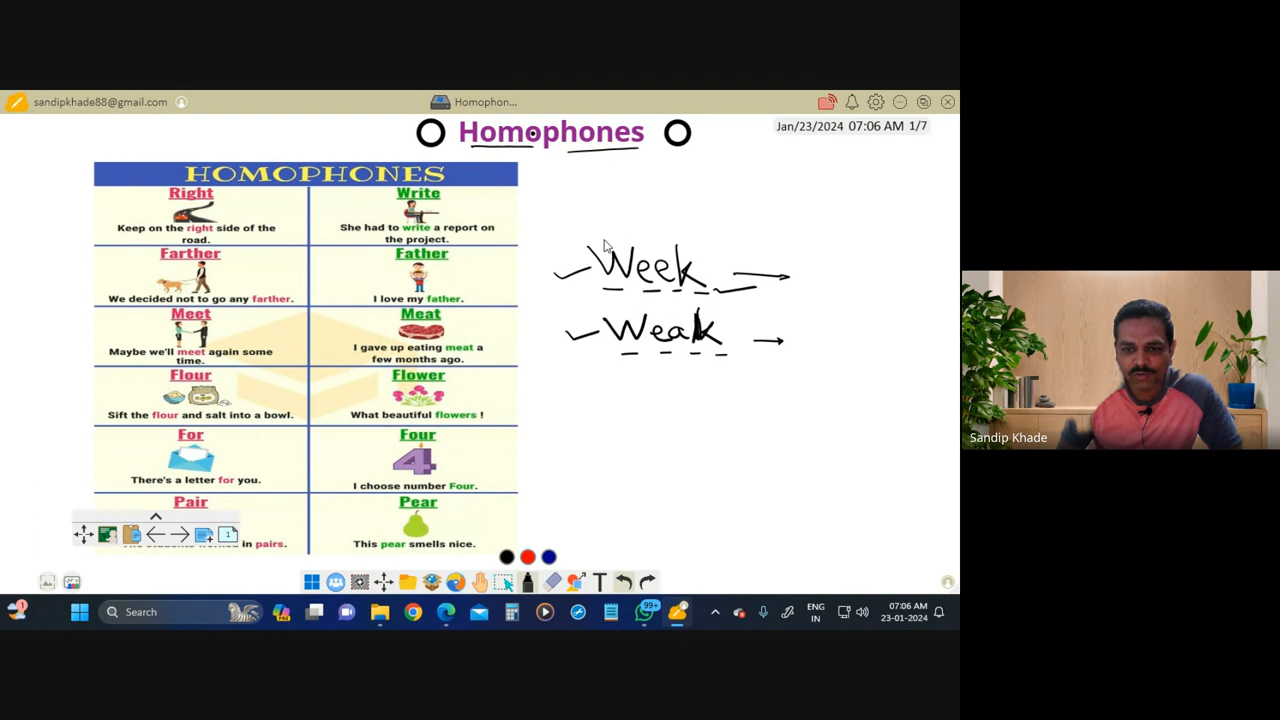 sandipkhade88@gmail.com
Homophon...
Homophones
Jan/23/2024 07:06 AM 1/7
HOMOPHONES
Right
Keep on the right side of the
road.
Write
She had to write a report on
the project.
Farther
We decided not to go any farther.
Father
I love my father.
Meet
Maybe we'll meet again some
time.
Meat
I gave up eating meat a
few months ago.
Flour
Sift the flour and salt into a bowl.
Flower
What beautiful flowers !
For
There's a letter for you.
Four
4
I choose number Four.
Pair
in pairs.
Pear
This pear smells nice.
Week
Weak
Sandip Khade
1
T
1
Search
PRE
99+
ENG
IN
07:06 AM
23-01-2024